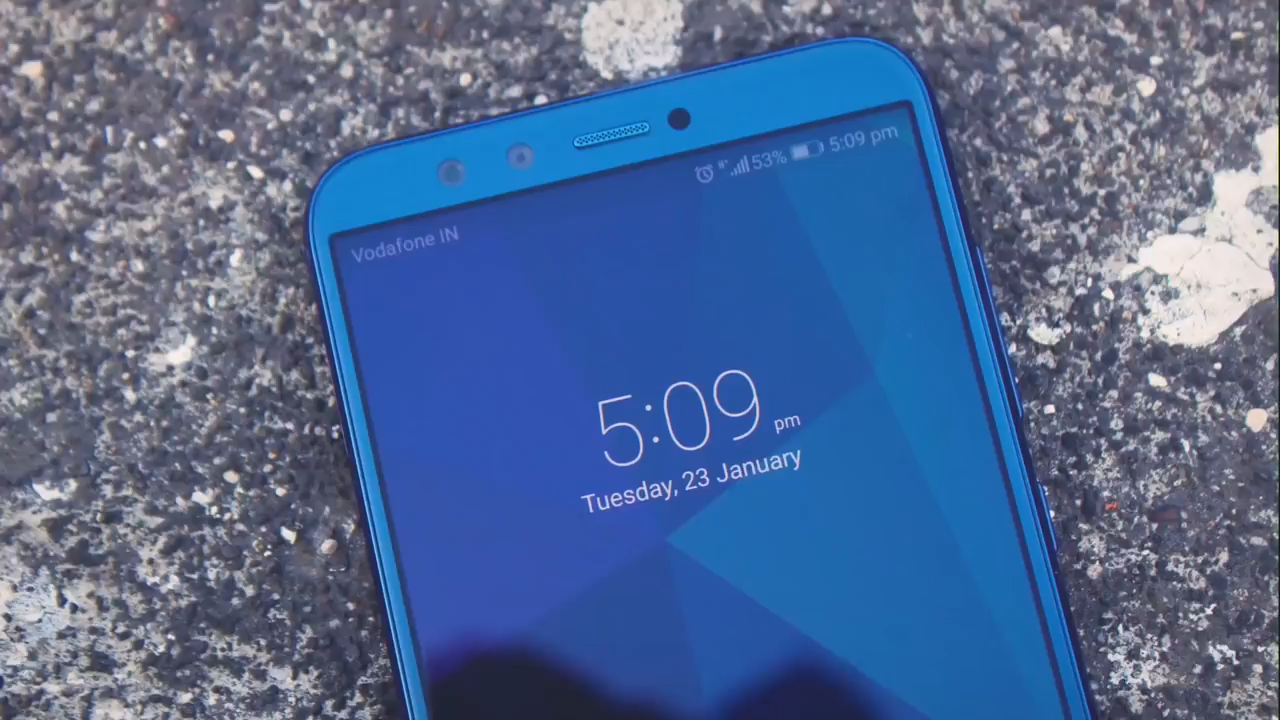 53% 5:09 pm
Vodafone IN
5:09 pm
Tuesday, 23 January